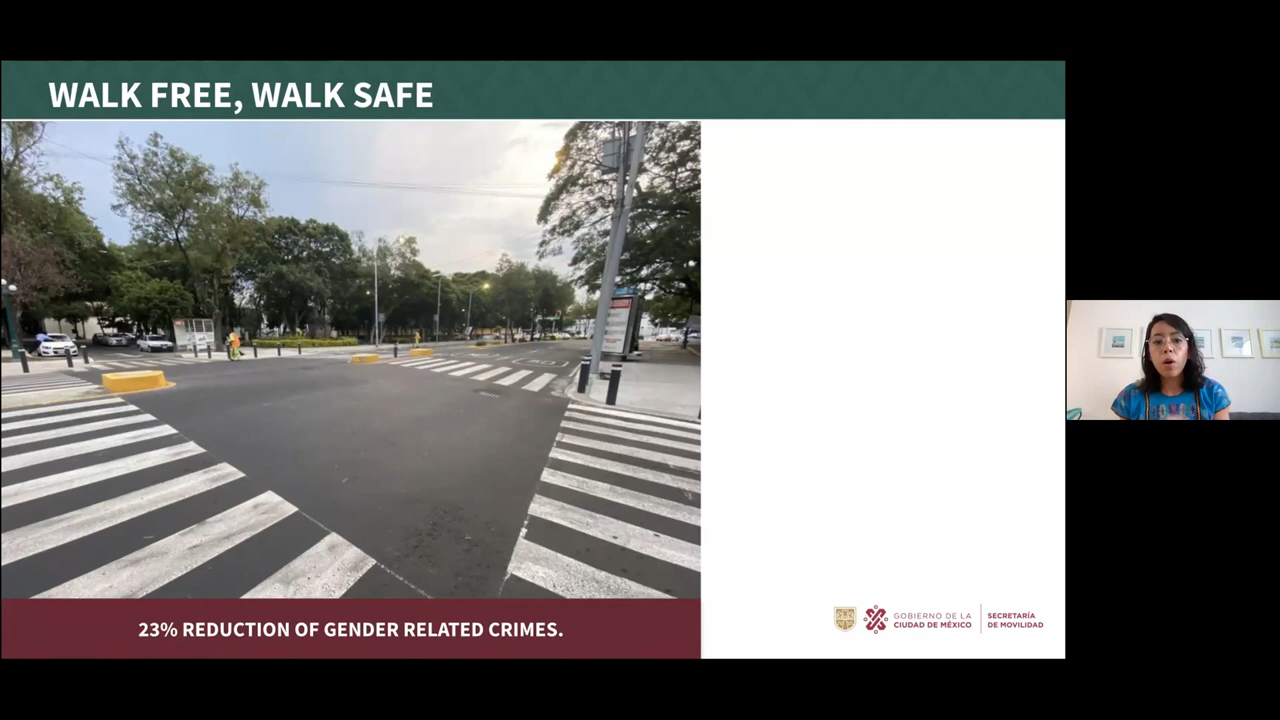 WALK FREE, WALK SAFE
23% REDUCTION OF GENDER RELATED CRIMES.
GOBIERNO DE LA
CIUDAD DE MÉXICO
SECRETARÍA
DE MOVILIDAD